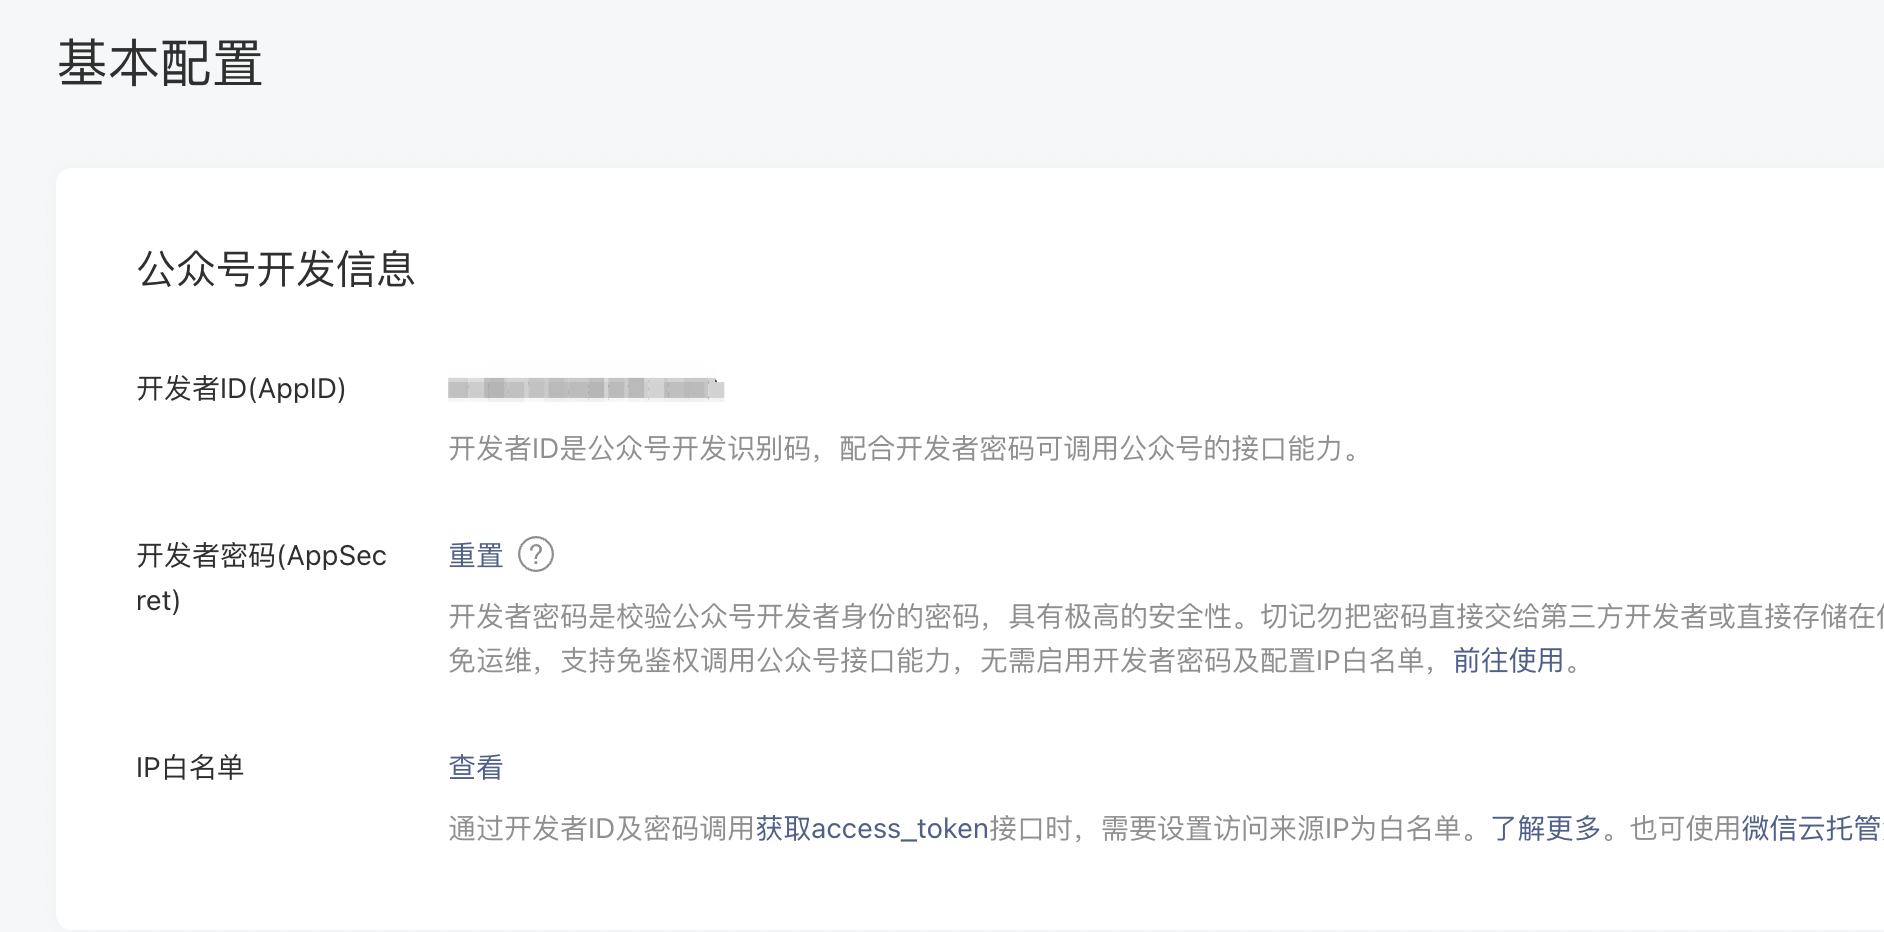 基本配置
公众号开发信息
开发者ID(AppID)
开发者ID是公众号开发识别码，配合开发者密码可调用公众号的接口能力。
开发者密码(AppSec
ret)
重置 ?
开发者密码是校验公众号开发者身份的密码，具有极高的安全性。切记勿把密码直接交给第三方开发者或直接存储在
免运维，支持免鉴权调用公众号接口能力，无需启用开发者密码及配置IP白名单，前往使用。
IP白名单
查看
通过开发者ID及密码调用获取access_token接口时，需要设置访问来源IP为白名单。了解更多。也可使用微信云托管